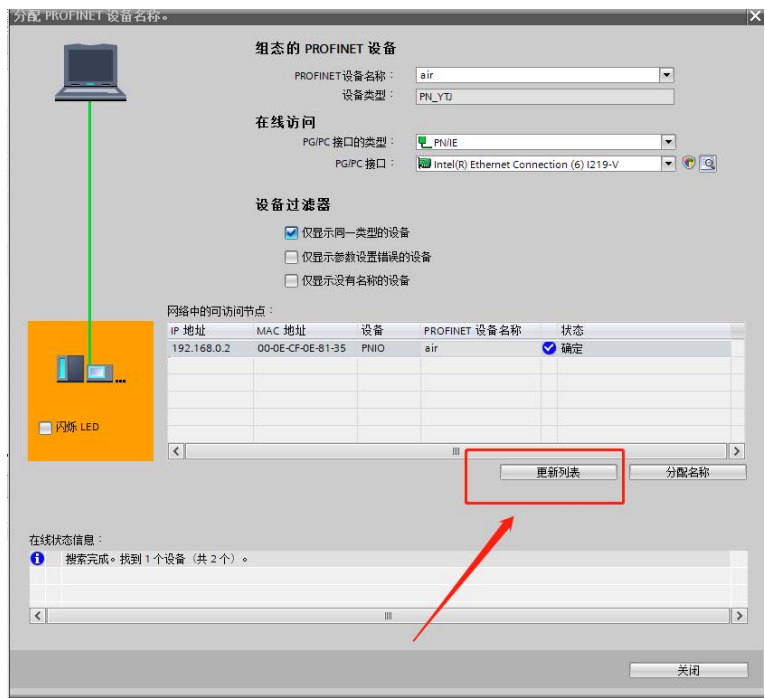 分配 PROFINET 设备名称。
组态的 PROFINET 设备
PROFINET设备名称： air
设备类型： PN_YTJ
在线访问
PG/PC 接口的类型： PN/IE
PG/PC 接口： Intel(R) Ethernet Connection (6) I219-V
设备过滤器
仅显示同一类型的设备
仅显示参数设置错误的设备
仅显示没有名称的设备
网络中的可访问节点：
IP 地址 MAC 地址 设备 PROFINET 设备名称 状态
192.168.0.2 00-0E-CF-0E-81-35 PNIO air 确定
闪烁 LED
更新列表 分配名称
在线状态信息：
搜索完成。找到 1 个设备（共 2 个）。
关闭